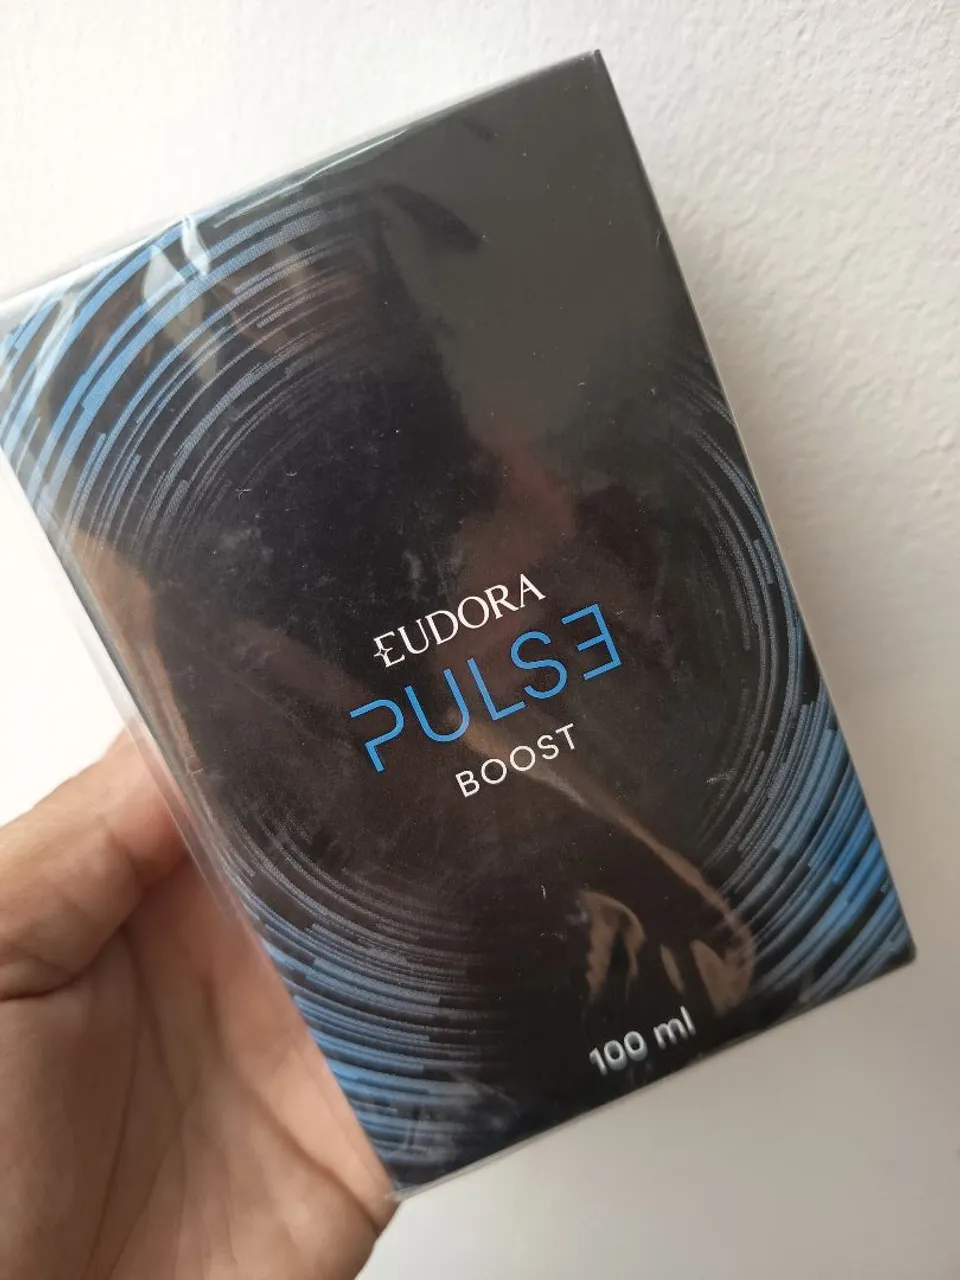 EUDORA
PULSE
BOOST
100 ml